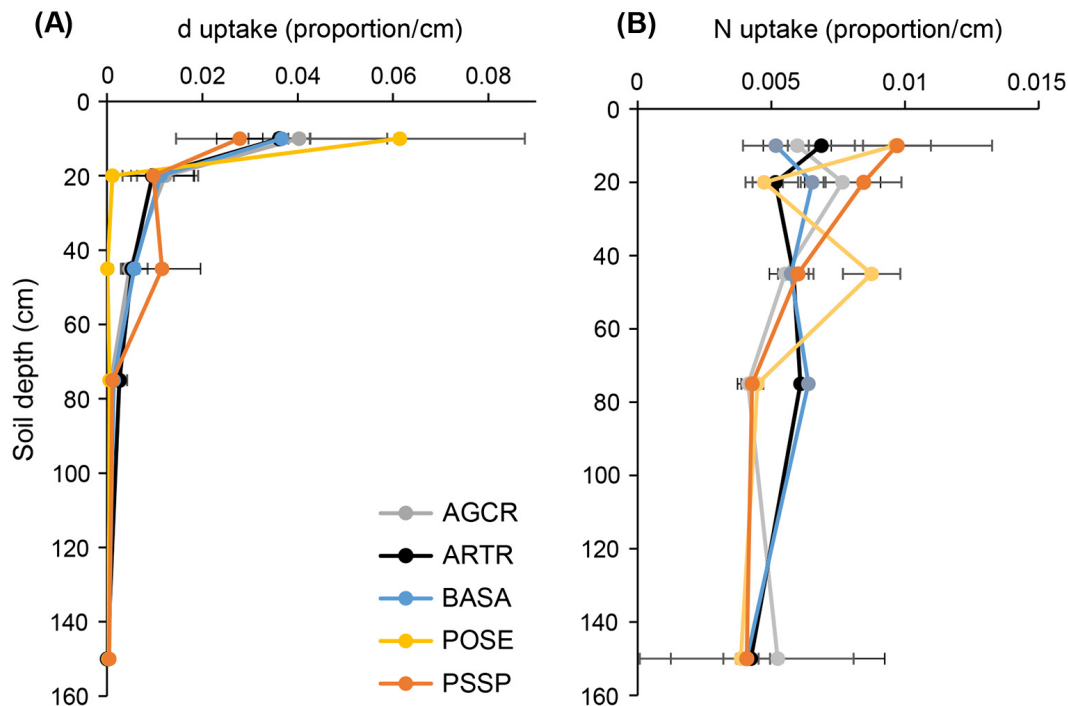 (A)
d uptake (proportion/cm)
0 0.02 0.04 0.06 0.08
0
20
40
60
80
100
120
140
160
Soil depth (cm)
AGCR
ARTR
BASA
POSE
PSSP
(B)
N uptake (proportion/cm)
0 0.005 0.01 0.015
0
20
40
60
80
100
120
140
160